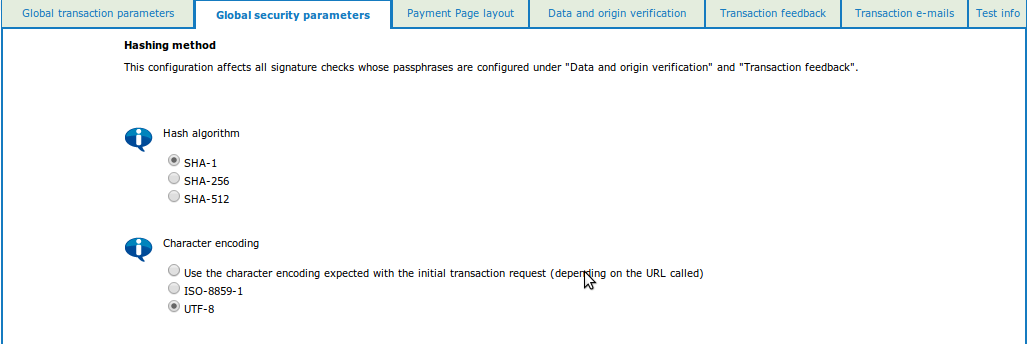 Global transaction parameters
Global security parameters
Payment Page layout
Data and origin verification
Transaction feedback
Transaction e-mails
Test info
Hashing method
This configuration affects all signature checks whose passphrases are configured under "Data and origin verification" and "Transaction feedback".
Hash algorithm
SHA-1
SHA-256
SHA-512
Character encoding
Use the character encoding expected with the initial transaction request (depending on the URL called)
ISO-8859-1
UTF-8